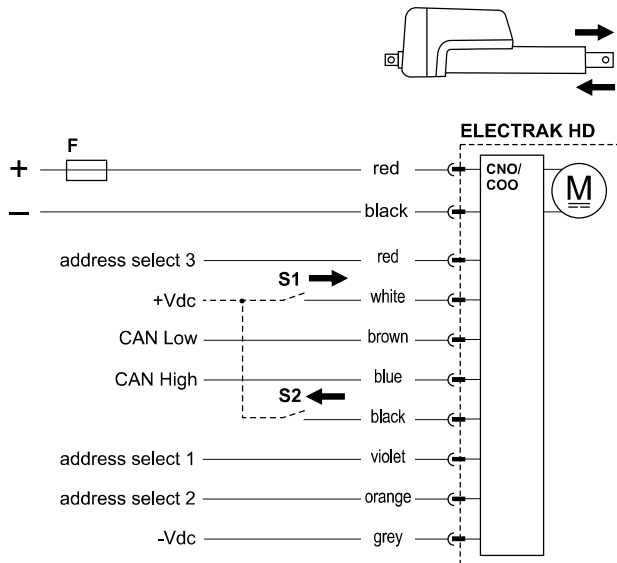 ELECTRAK HD
F
+ red CNO/
COO
M
– black
address select 3 red
S1
+Vdc white
CAN Low brown
CAN High blue
S2
black
address select 1 violet
address select 2 orange
-Vdc grey